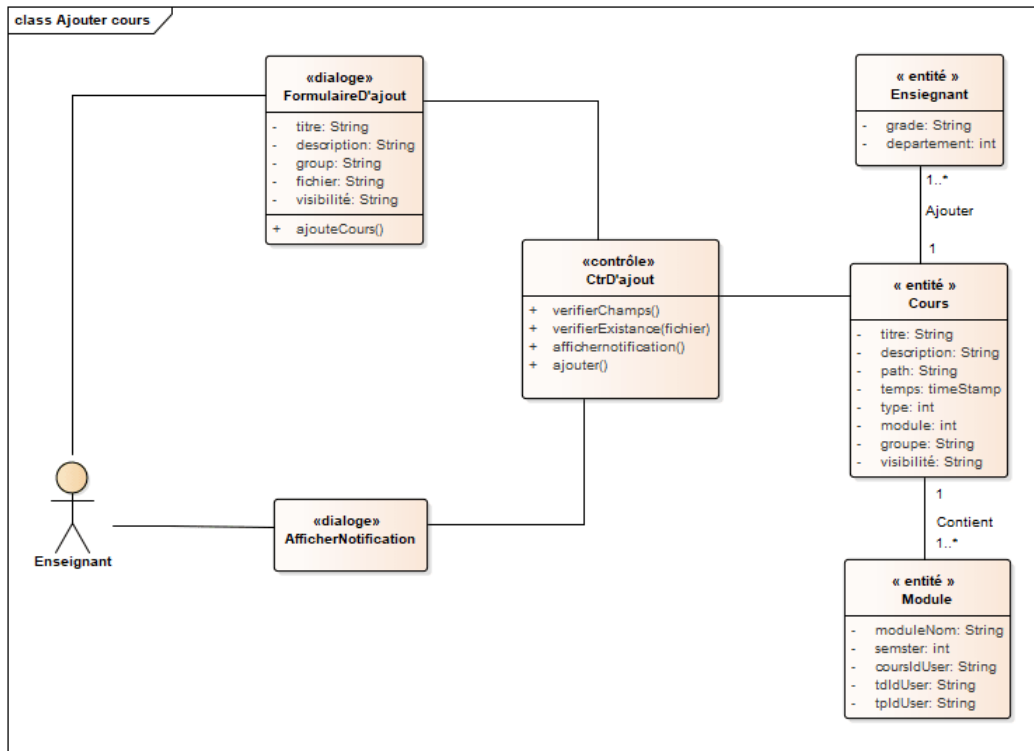 class Ajouter cours
«dialoge»
FormulaireD'ajout
- titre: String
- description: String
- group: String
- fichier: String
- visibilité: String
+ ajouteCours()
«contrôle»
CtrD'ajout
+ verifierChamps()
+ verifierExistance(fichier)
+ affichernotification()
+ ajouter()
« entité »
Ensiegnant
- grade: String
- departement: int
1..*
Ajouter
1
« entité »
Cours
- titre: String
- description: String
- path: String
- temps: timeStamp
- type: int
- module: int
- groupe: String
- visibilité: String
1
Contient
1..*
« entité »
Module
- moduleNom: String
- semster: int
- coursIdUser: String
- tdIdUser: String
- tpIdUser: String
Enseignant
«dialoge»
AfficherNotification